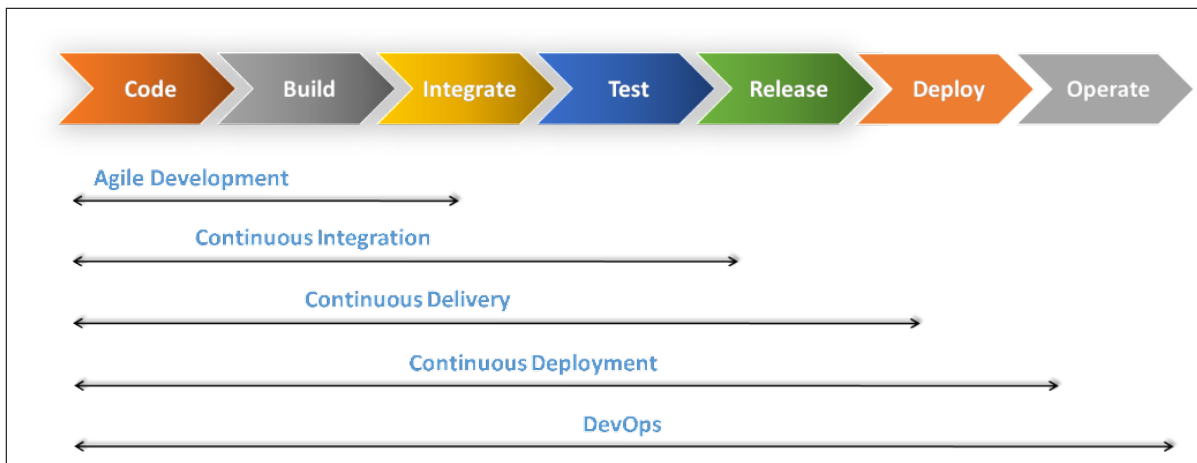 Code Build Integrate Test Release Deploy Operate
Agile Development
Continuous Integration
Continuous Delivery
Continuous Deployment
DevOps